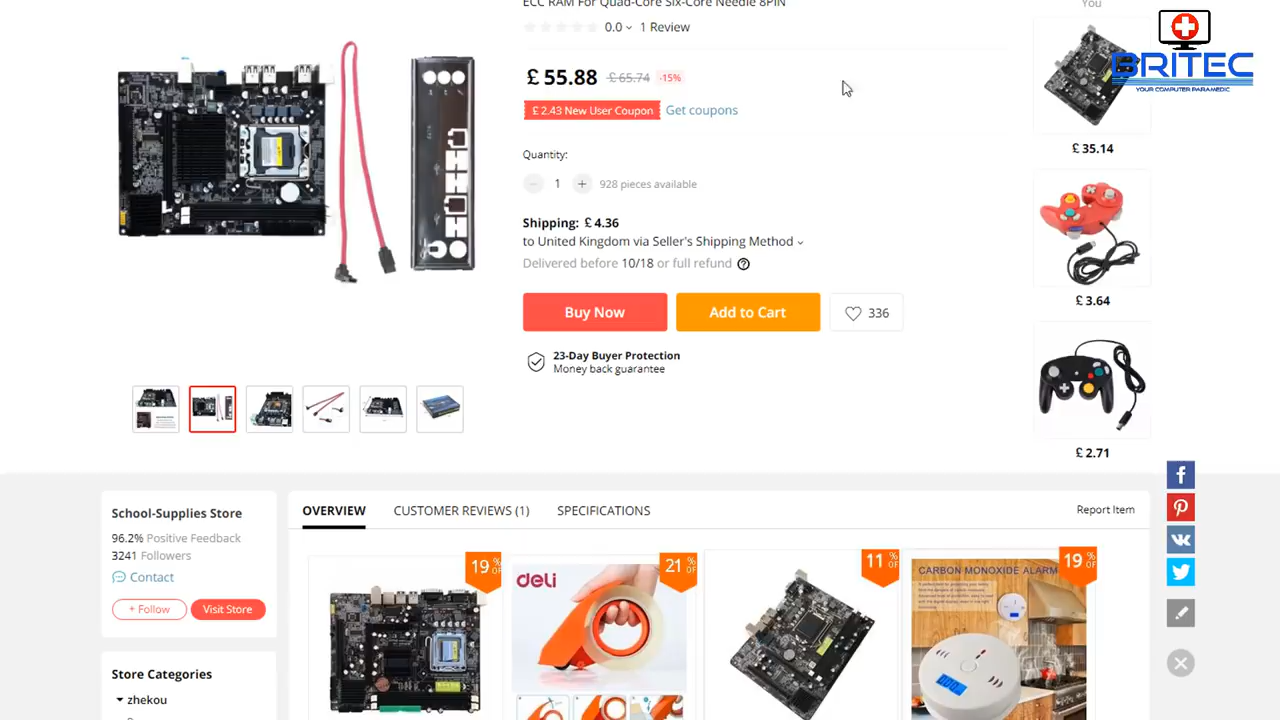 ECC RAM For Quad-Core Six-Core Needle 8PIN
0.0 1 Review
£ 55.88 £ 65.74 -15%
£ 2.43 New User Coupon Get coupons
Quantity:
1 928 pieces available
Shipping: £ 4.36
to United Kingdom via Seller's Shipping Method
Delivered before 10/18 or full refund
Buy Now Add to Cart 336
23-Day Buyer Protection
Money back guarantee
You
BRITEC
YOUR COMPUTER PARAMEDIC
£ 35.14
£ 3.64
£ 2.71
School-Supplies Store
96.2% Positive Feedback
3241 Followers
Contact
+ Follow Visit Store
Store Categories
zhekou
OVERVIEW CUSTOMER REVIEWS (1) SPECIFICATIONS Report Item
19 % OFF
21 % OFF
deli
11 % OFF
19 % OFF
CARBON MONOXIDE ALARM